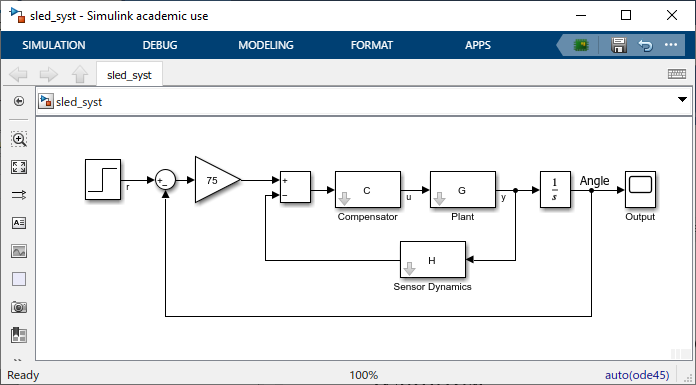 sled_syst - Simulink academic use
SIMULATION DEBUG MODELING FORMAT APPS
sled_syst
sled_syst
r
+
−
75
+
−
C
Compensator
u
G
Plant
y
1
s
Angle
Output
H
Sensor Dynamics
Ready 100% auto(ode45)